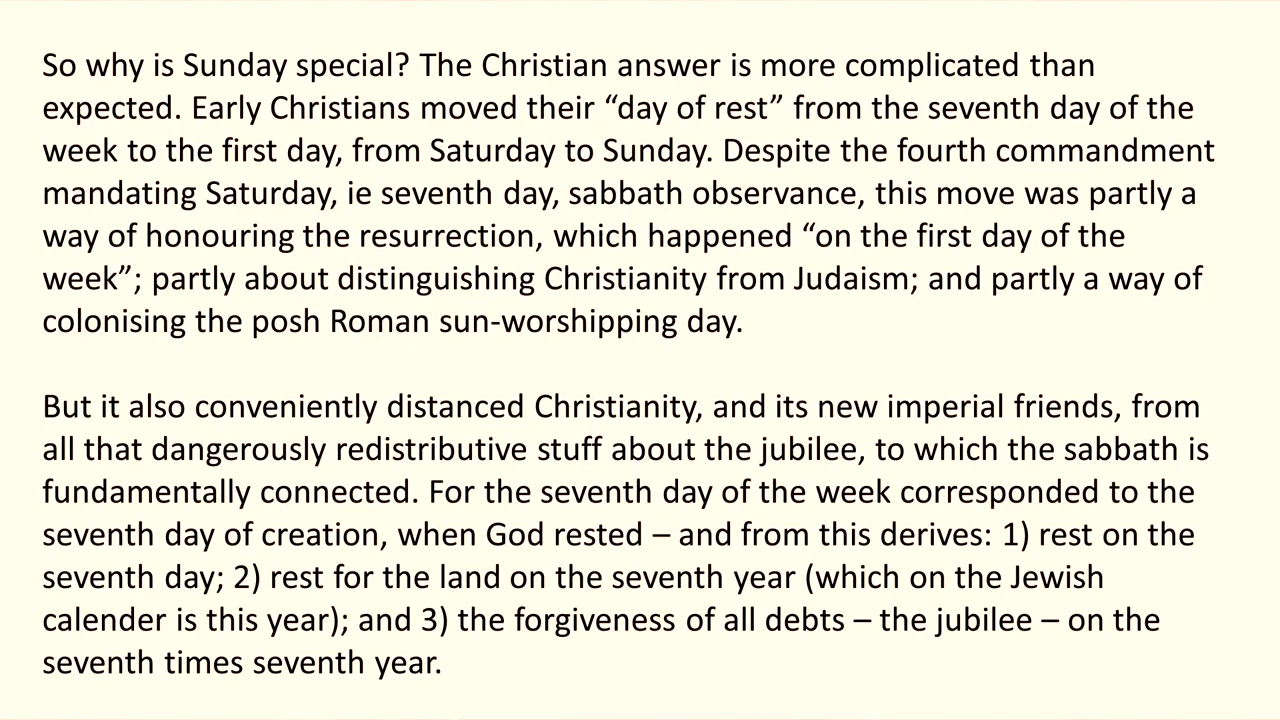 So why is Sunday special? The Christian answer is more complicated than
expected. Early Christians moved their “day of rest” from the seventh day of the
week to the first day, from Saturday to Sunday. Despite the fourth commandment
mandating Saturday, ie seventh day, sabbath observance, this move was partly a
way of honouring the resurrection, which happened “on the first day of the
week”; partly about distinguishing Christianity from Judaism; and partly a way of
colonising the posh Roman sun-worshipping day.
But it also conveniently distanced Christianity, and its new imperial friends, from
all that dangerously redistributive stuff about the jubilee, to which the sabbath is
fundamentally connected. For the seventh day of the week corresponded to the
seventh day of creation, when God rested – and from this derives: 1) rest on the
seventh day; 2) rest for the land on the seventh year (which on the Jewish
calender is this year); and 3) the forgiveness of all debts – the jubilee – on the
seventh times seventh year.